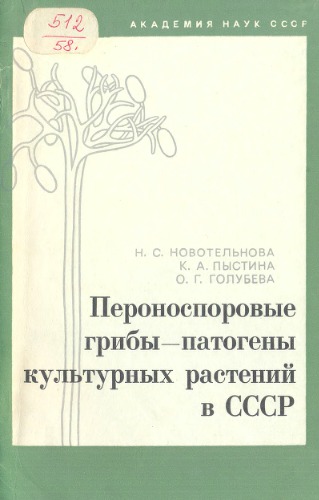 АКАДЕМИЯ НАУК СССР
512
58.
Н. С. НОВОТЕЛЬНОВА
К. А. ПЫСТИНА
О. Г. ГОЛУБЕВА
Пероноспоровые
грибы—патогены
культурных растений
в СССР